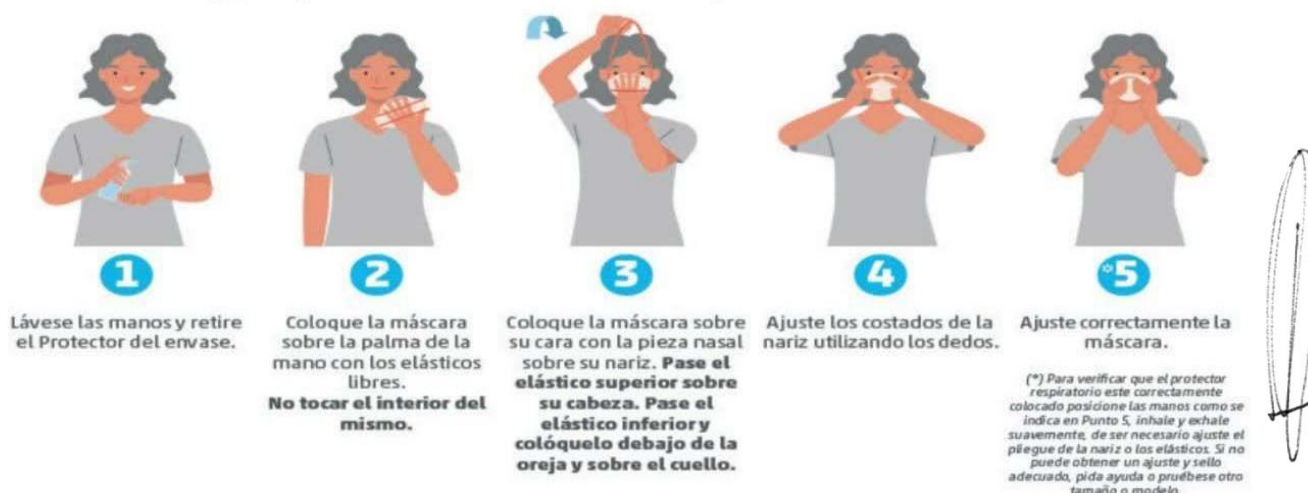 1
Lávese las manos y retire
el Protector del envase.
2
Coloque la máscara
sobre la palma de la
mano con los elásticos
libres.
No tocar el interior del
mismo.
3
Coloque la máscara sobre
su cara con la pieza nasal
sobre su nariz. Pase el
elástico superior sobre
su cabeza. Pase el
elástico inferior y
colóquelo debajo de la
oreja y sobre el cuello.
4
Ajuste los costados de la
nariz utilizando los dedos.
*5
Ajuste correctamente la
máscara.
(*) Para verificar que el protector
respiratorio este correctamente
colocado posicione las manos como se
indica en Punto 5, inhale y exhale
suavemente, de ser necesario ajuste el
pliegue de la nariz o los elásticos. Si no
puede obtener un ajuste y sello
adecuado, pida ayuda o pruébese otro
tamaño o modelo.